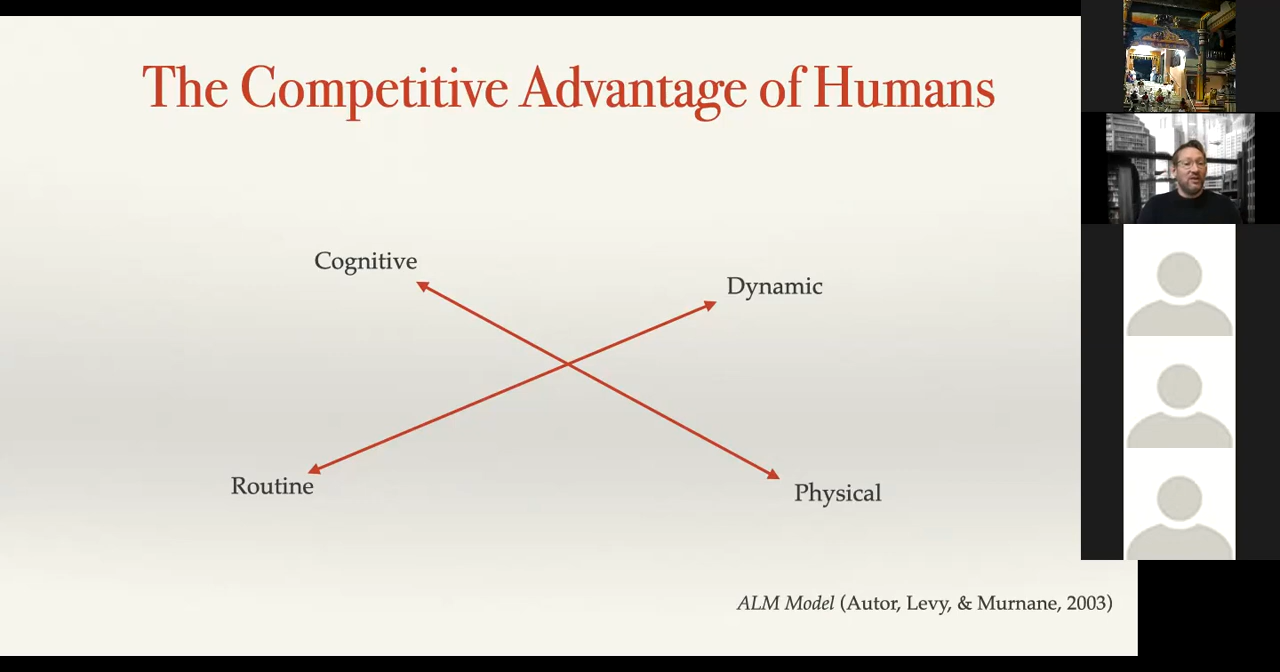 The Competitive Advantage of Humans
Cognitive
Dynamic
Routine
Physical
ALM Model (Autor, Levy, & Murnane, 2003)